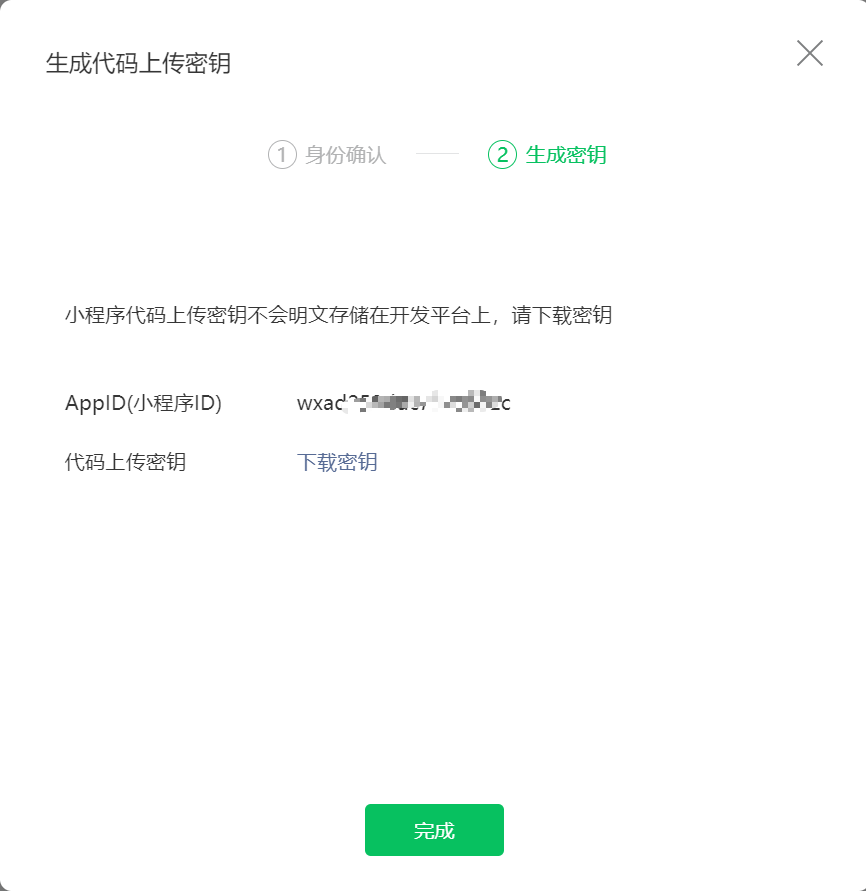 生成代码上传密钥
1 身份确认
2 生成密钥
小程序代码上传密钥不会明文存储在开发平台上，请下载密钥
AppID(小程序ID)
代码上传密钥 下载密钥
完成